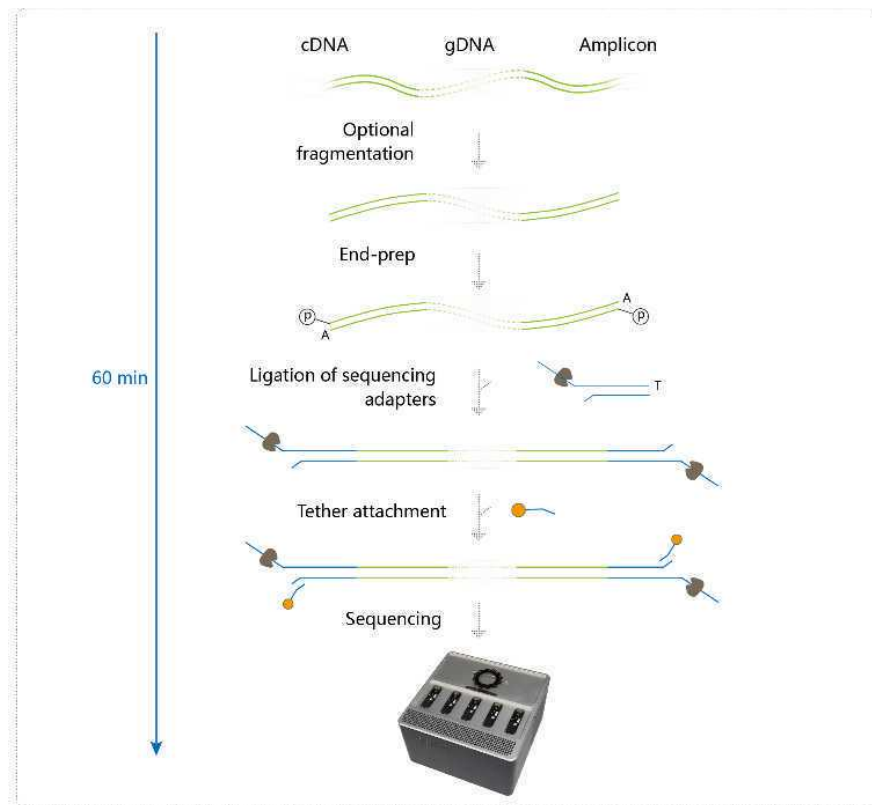 cDNA gDNA Amplicon
Optional
fragmentation
End-prep
A
P
P
A
60 min
Ligation of sequencing
adapters
T
Tether attachment
Sequencing